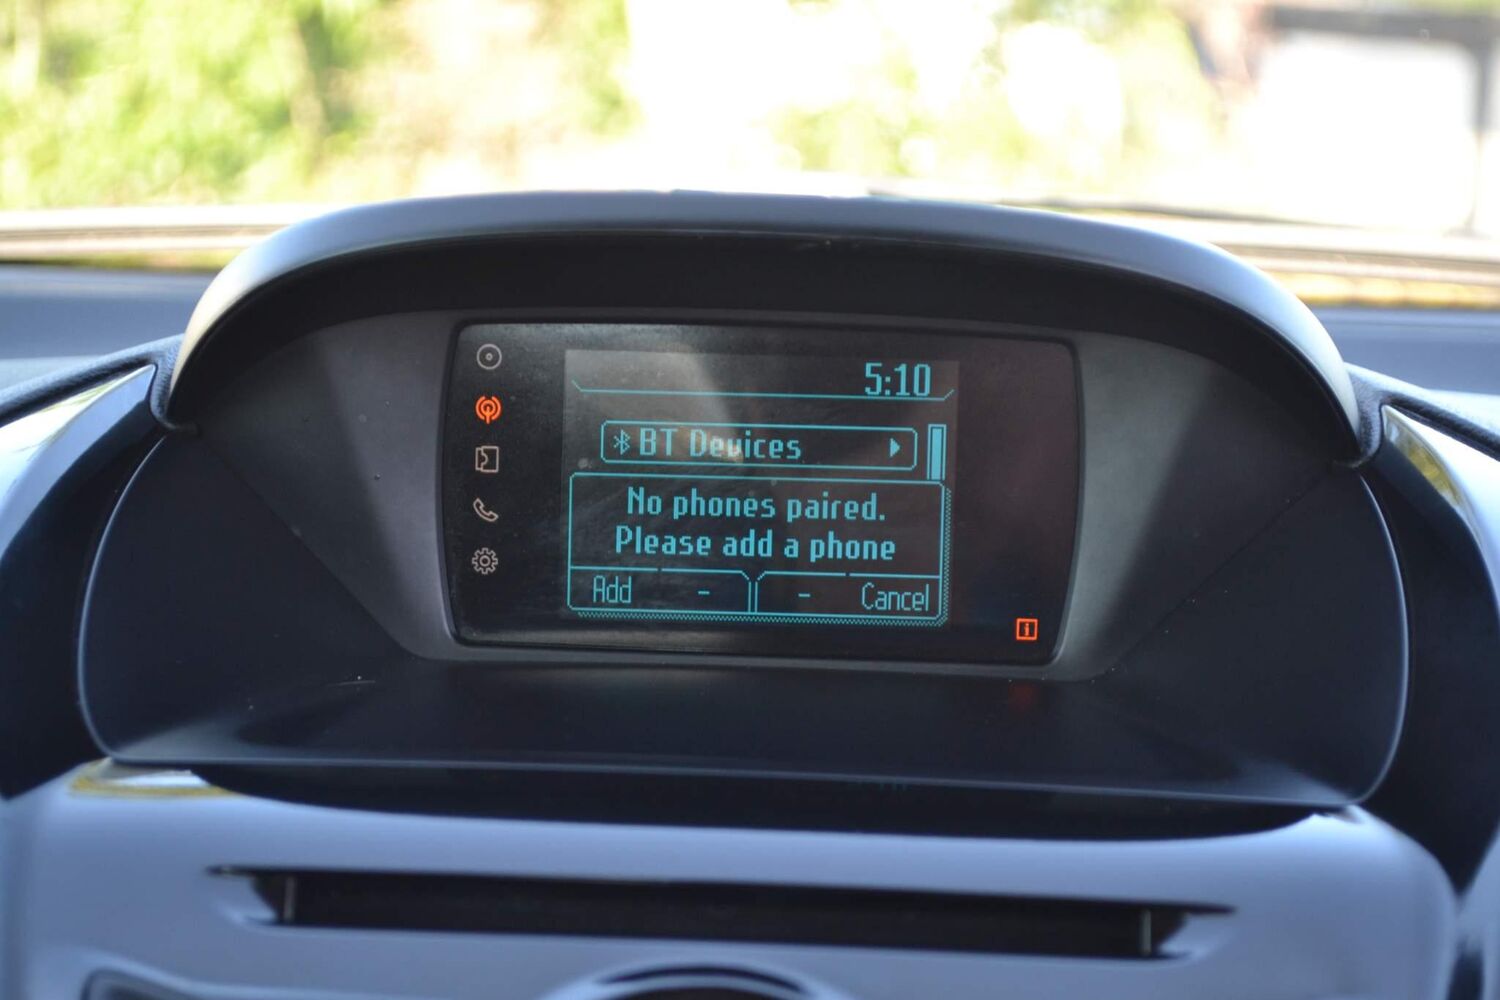 5:10
BT Devices
No phones paired.
Please add a phone
Add - - Cancel
i